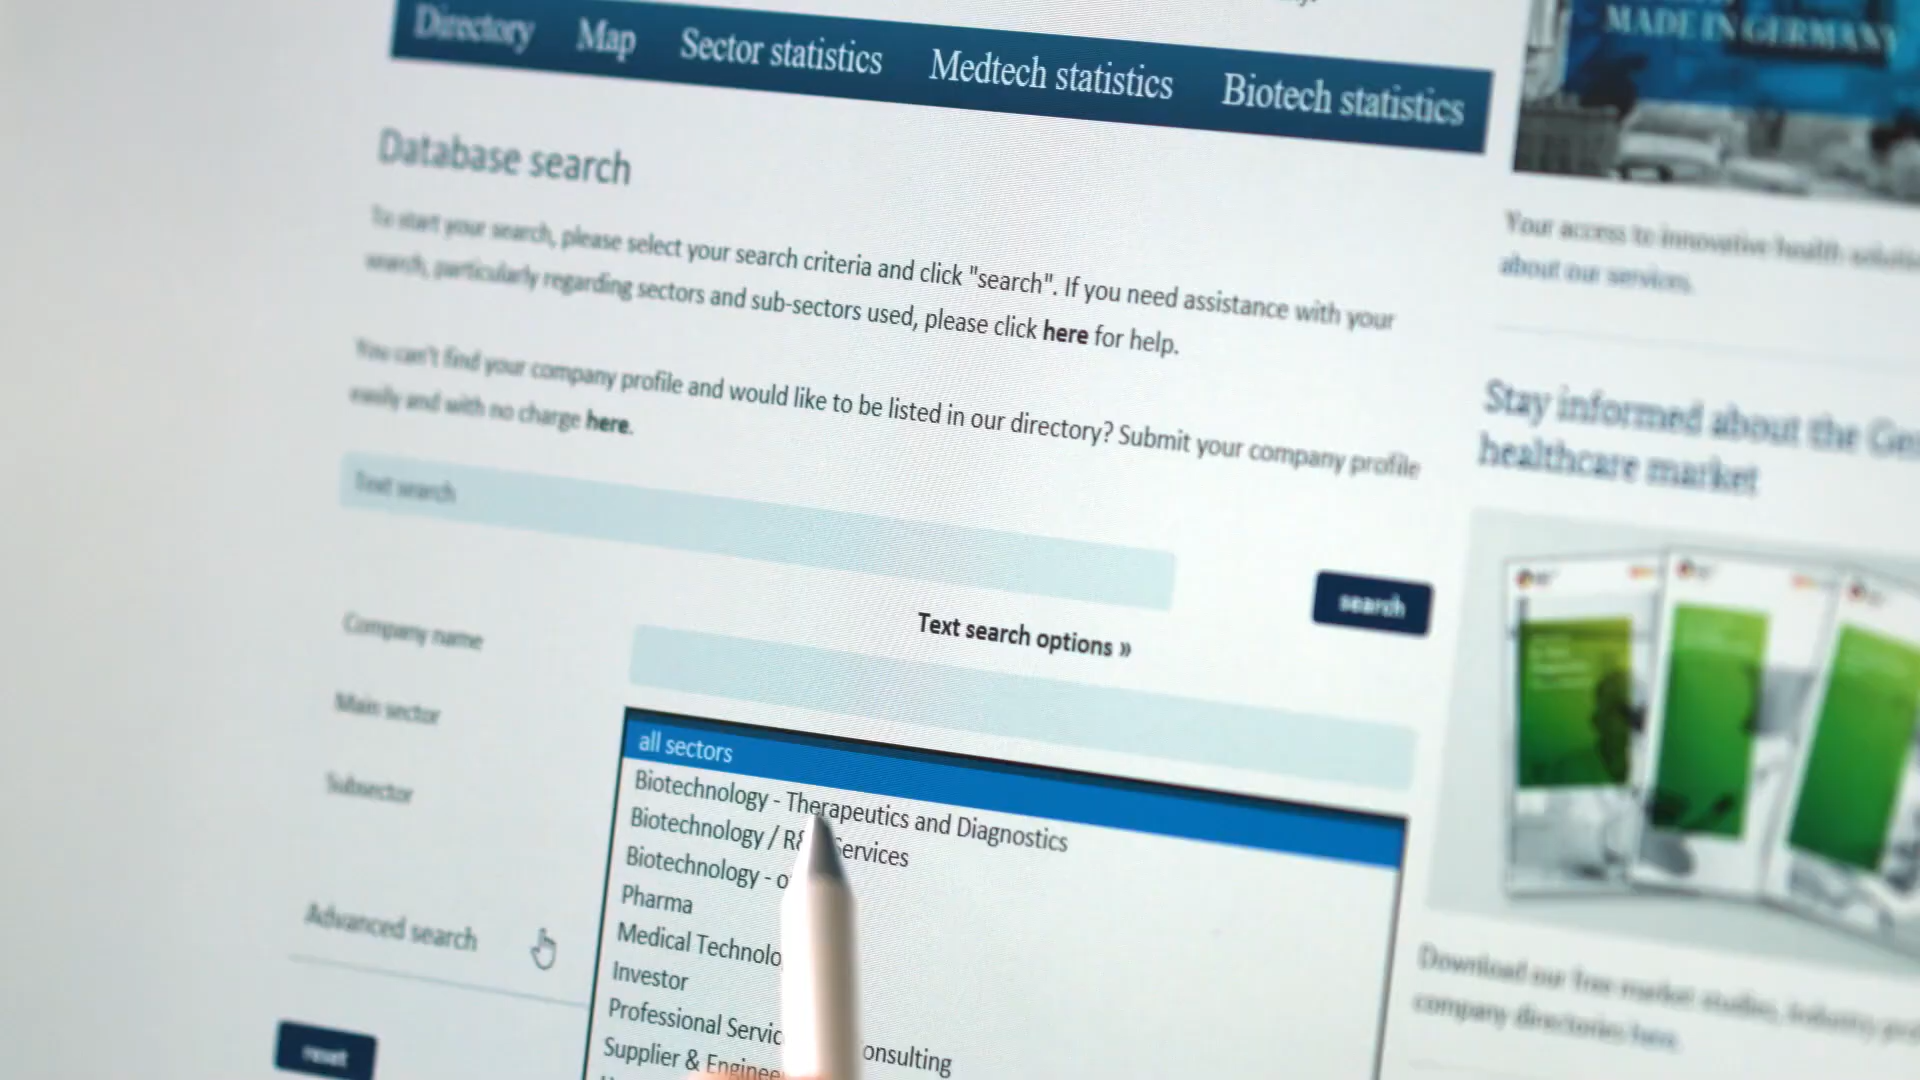 Directory Map Sector statistics Medtech statistics Biotech statistics
MADE IN GERMANY
Database search
To start your search, please select your search criteria and click "search". If you need assistance with your
search, particularly regarding sectors and sub-sectors used, please click here for help.
You can't find your company profile and would like to be listed in our directory? Submit your company profile
easily and with no charge here.
Text search
search
Text search options »
Company name
Main sector
Subsector
all sectors
Biotechnology - Therapeutics and Diagnostics
Biotechnology / R& Services
Biotechnology - o
Pharma
Medical Technolo
Investor
Professional Servic onsulting
Supplier & Enginee
Advanced search
reset
Your access to innovative health
about our services.
Stay informed about the Ge
healthcare market
Download our free market studies, industry
company directories here.